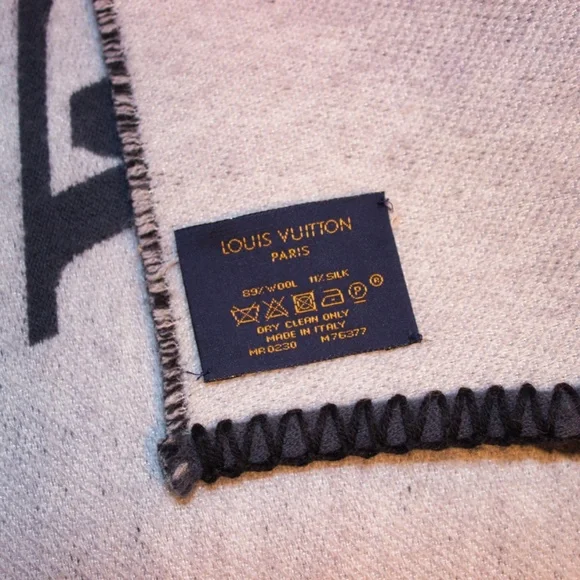 LOUIS VUITTON
PARIS
89% WOOL 11% SILK
P ®
DRY CLEAN ONLY
MADE IN ITALY
MR0230 M76377